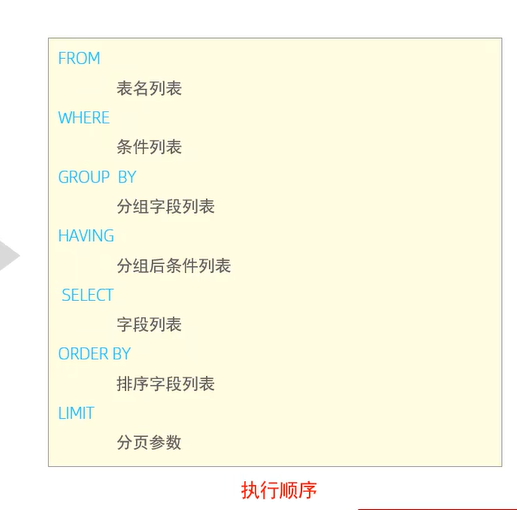 FROM
表名列表
WHERE
条件列表
GROUP BY
分组字段列表
HAVING
分组后条件列表
SELECT
字段列表
ORDER BY
排序字段列表
LIMIT
分页参数
执行顺序